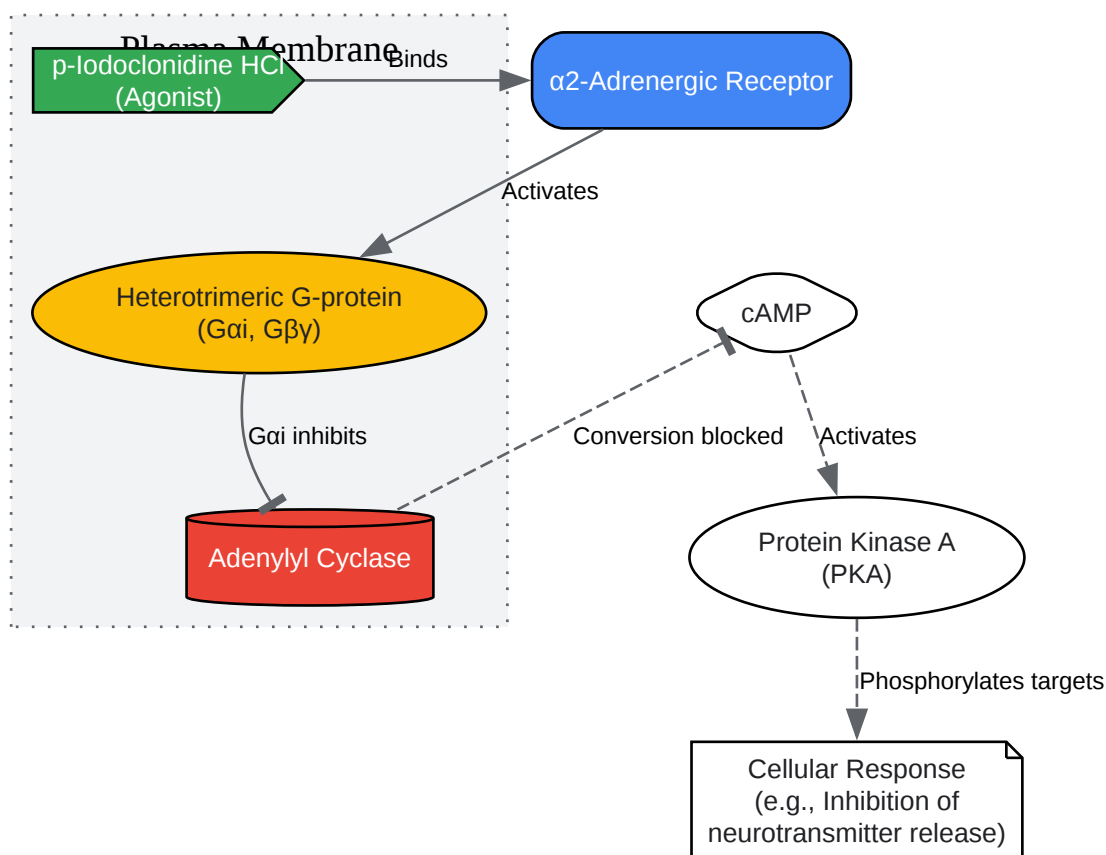 Plasma Membrane
p-Iodoclonidine HCl
(Agonist)
Binds
α2-Adrenergic Receptor
Activates
Heterotrimeric G-protein
(Gαi, Gβγ)
cAMP
Gαi inhibits
Conversion blocked
Activates
Adenylyl Cyclase
Protein Kinase A
(PKA)
Phosphorylates targets
Cellular Response
(e.g., Inhibition of
neurotransmitter release)